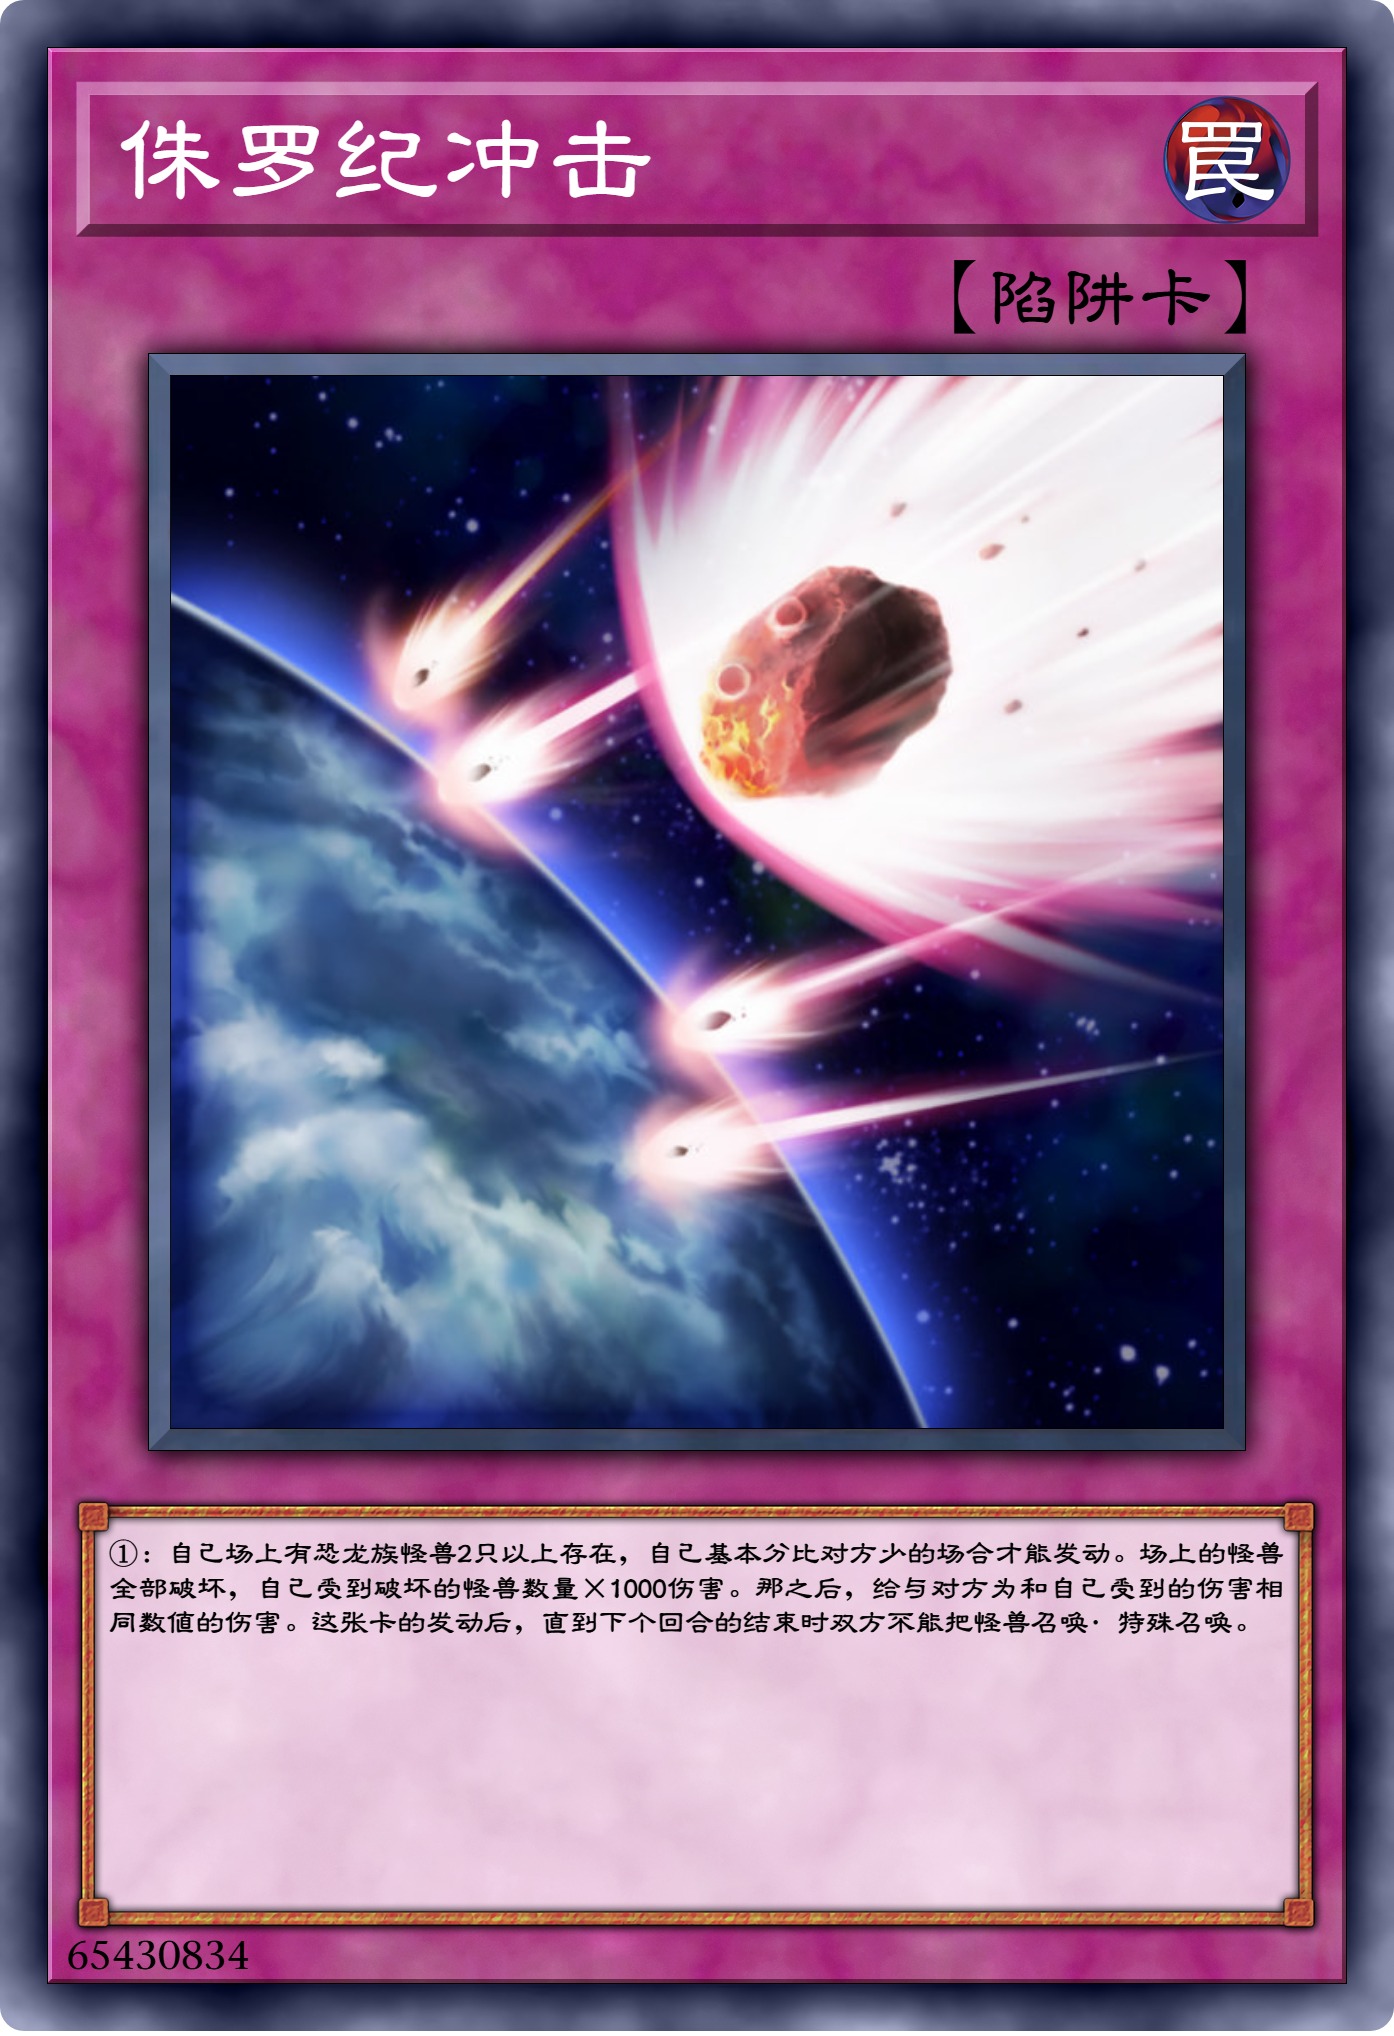 侏罗纪冲击
罠
【陷阱卡】
①：自己场上有恐龙族怪兽2只以上存在，自己基本分比对方少的场合才能发动。场上的怪兽
全部破坏，自己受到破坏的怪兽数量×1000伤害。那之后，给与对方为和自己受到的伤害相
同数值的伤害。这张卡的发动后，直到下个回合的结束时双方不能把怪兽召唤·特殊召唤。
65430834